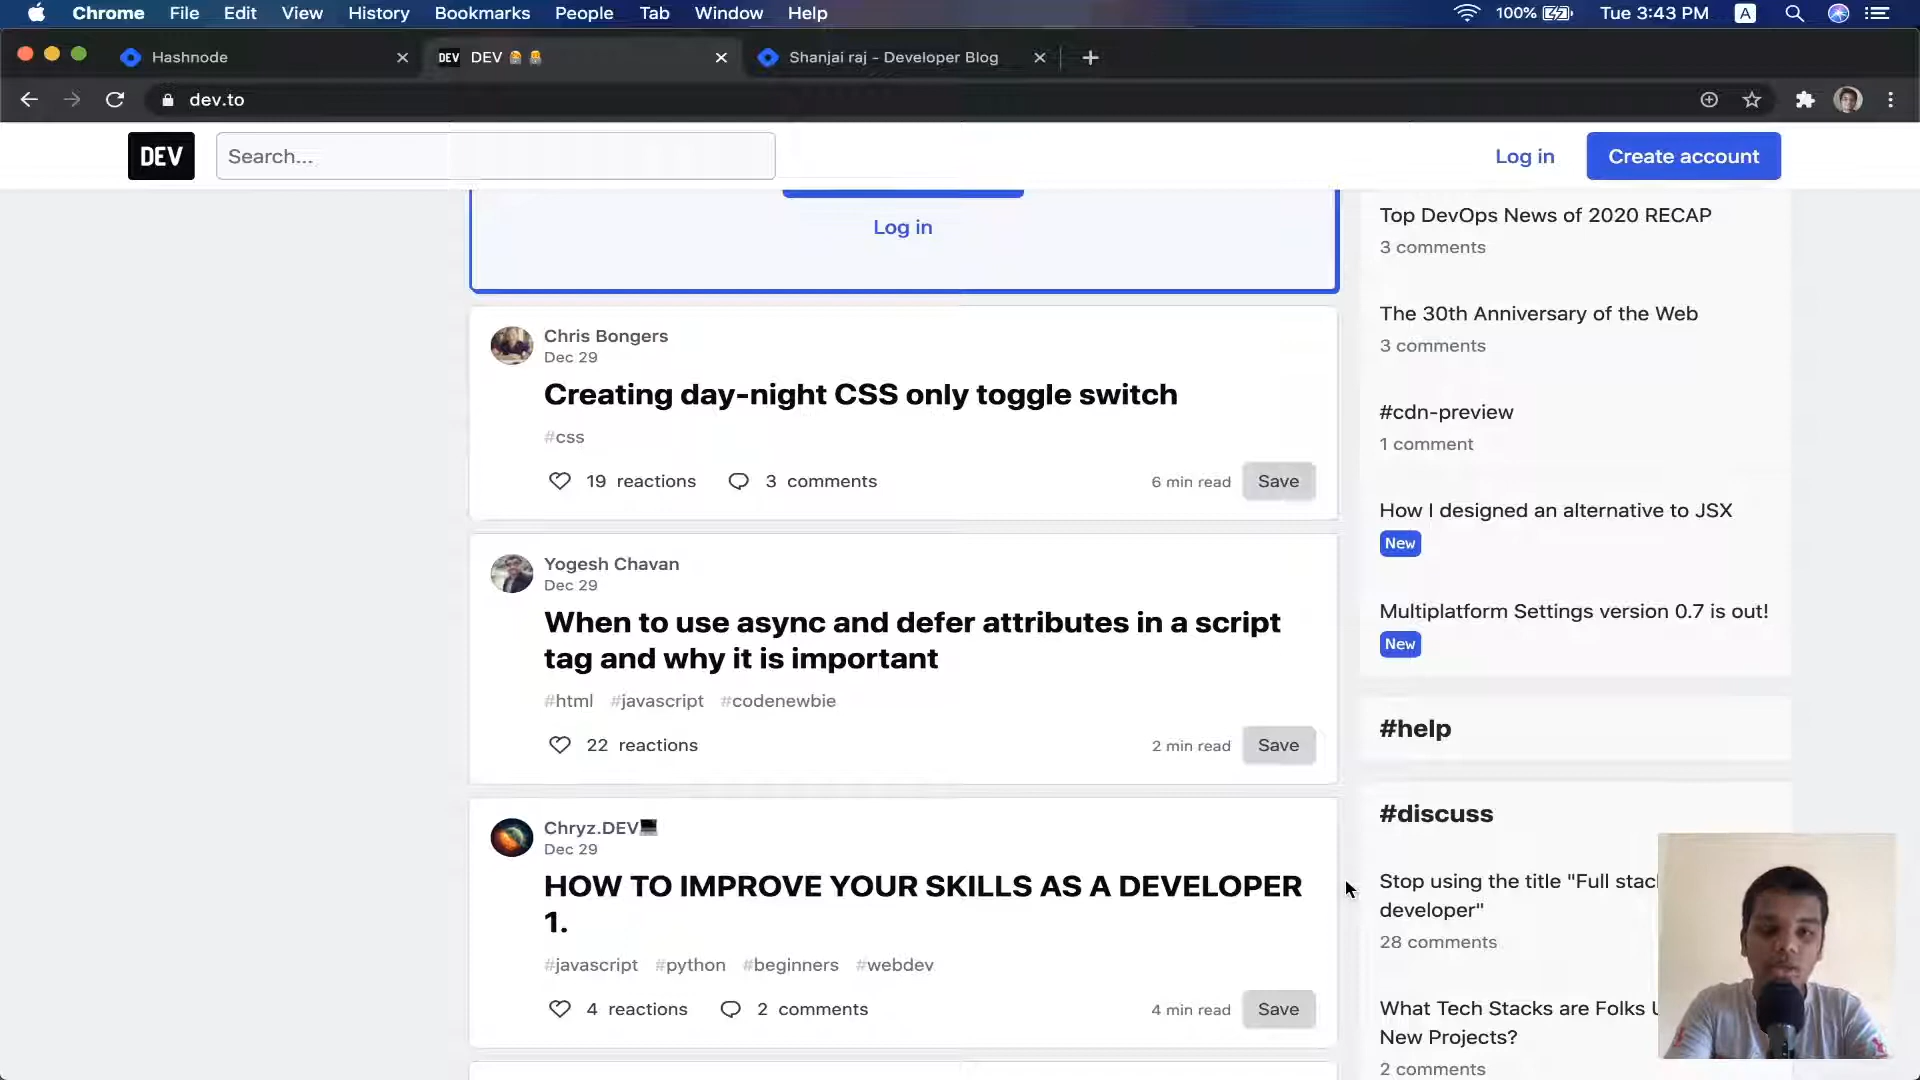 Chrome File Edit View History Bookmarks People Tab Window Help
100% Tue 3:43 PM A
Hashnode
DEV DEV
Shanjai raj - Developer Blog
dev.to
DEV
Search...
Log in
Create account
Log in
Chris Bongers
Dec 29
Creating day-night CSS only toggle switch
#css
19 reactions 3 comments
6 min read Save
Yogesh Chavan
Dec 29
When to use async and defer attributes in a script
tag and why it is important
#html #javascript #codenewbie
22 reactions
2 min read Save
Chryz.DEV
Dec 29
HOW TO IMPROVE YOUR SKILLS AS A DEVELOPER
1.
#javascript #python #beginners #webdev
4 reactions 2 comments
4 min read Save
Top DevOps News of 2020 RECAP
3 comments
The 30th Anniversary of the Web
3 comments
#cdn-preview
1 comment
How I designed an alternative to JSX
New
Multiplatform Settings version 0.7 is out!
New
#help
#discuss
Stop using the title "Full stac
developer"
28 comments
What Tech Stacks are Folks
New Projects?
2 comments